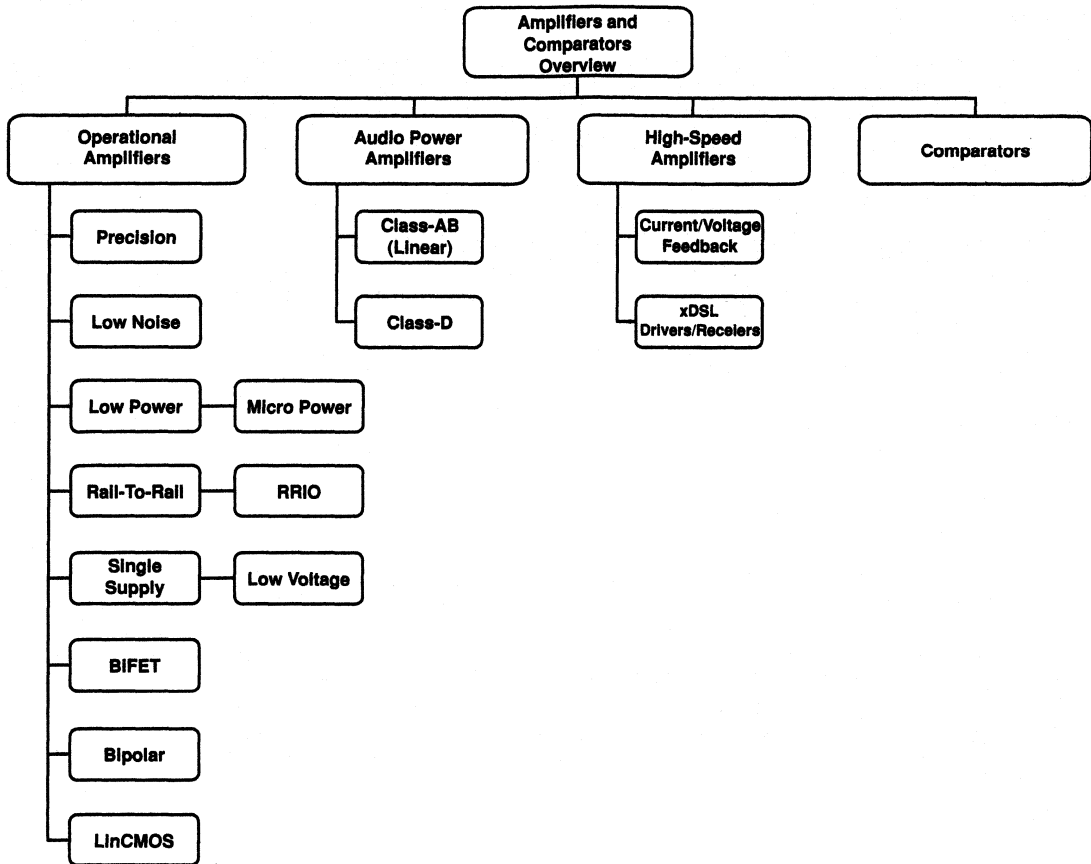 Amplifiers and
Comparators
Overview
Operational
Amplifiers
Audio Power
Amplifiers
High-Speed
Amplifiers
Comparators
Precision
Low Noise
Low Power
Micro Power
Rail-To-Rail
RRIO
Single
Supply
Low Voltage
BiFET
Bipolar
LinCMOS
Class-AB
(Linear)
Class-D
Current/Voltage
Feedback
xDSL
Drivers/Receiers